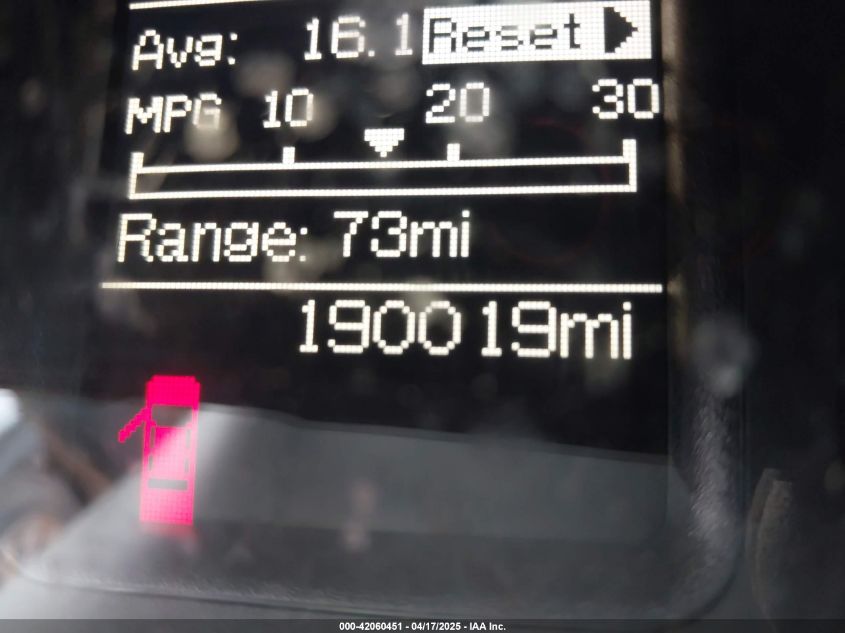 Avg: 16.1 Reset
MPG 10 20 30
Range: 73mi
190019mi
000-42060451 - 04/17/2025 - IAA Inc.